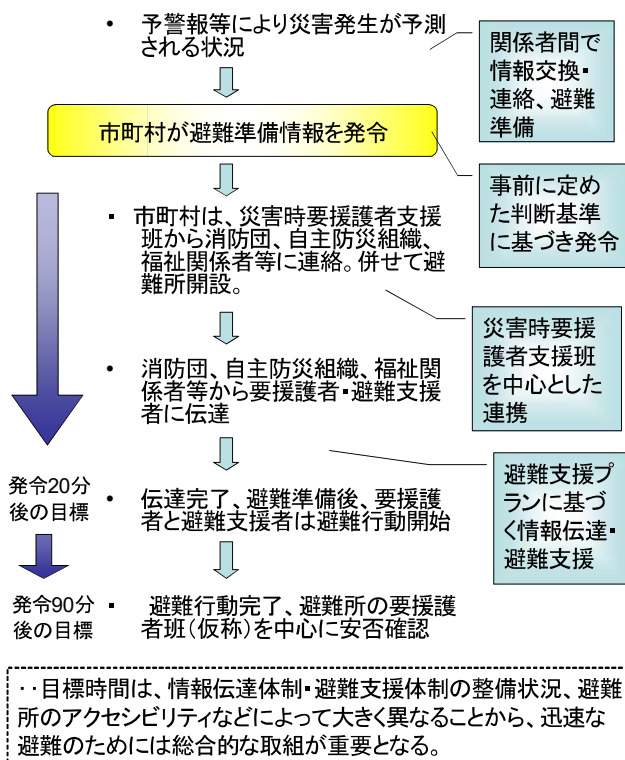 ・ 予警報等により災害発生が予測
される状況
関係者間で
情報交換・
連絡、避難
準備
市町村が避難準備情報を発令
事前に定め
た判断基準
に基づき発令
・ 市町村は、災害時要援護者支援
班から消防団、自主防災組織、
福祉関係者等に連絡。併せて避
難所開設。
災害時要援
護者支援班
を中心とした
連携
・ 消防団、自主防災組織、福祉関
係者等から要援護者・避難支援
者に伝達
避難支援プ
ランに基づ
く情報伝達・
避難支援
発令20分
後の目標
・ 伝達完了、避難準備後、要援護
者と避難支援者は避難行動開始
発令90分
後の目標
・ 避難行動完了、避難所の要援護
者班(仮称)を中心に安否確認
‥目標時間は、情報伝達体制・避難支援体制の整備状況、避難
所のアクセシビリティなどによって大きく異なることから、迅速な
避難のためには総合的な取組が重要となる。